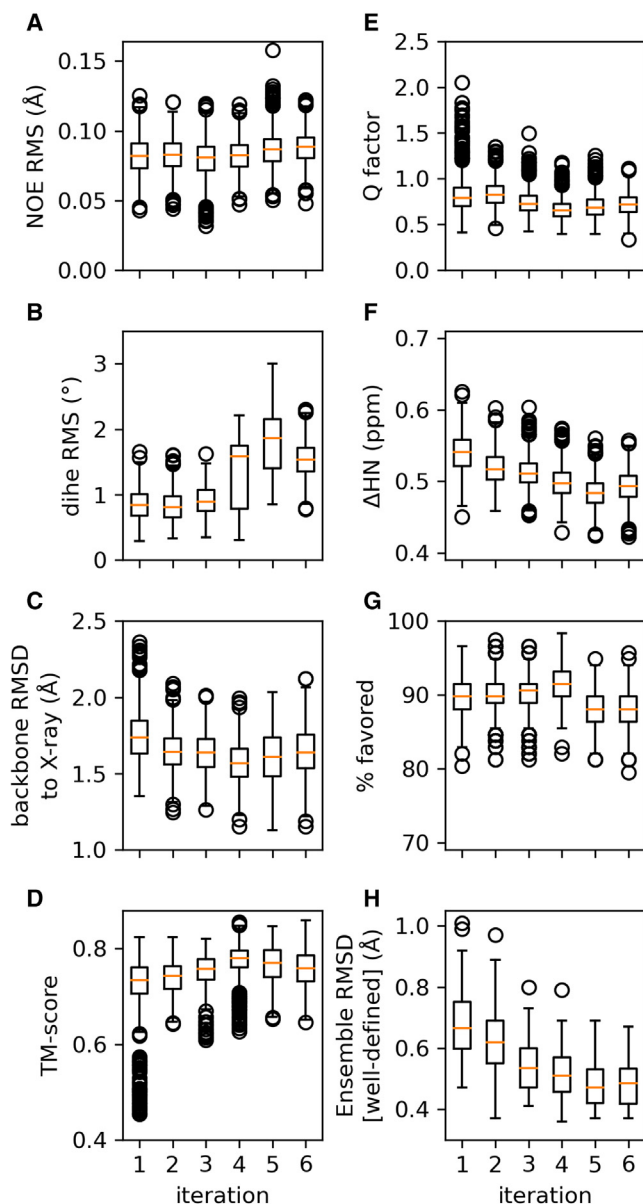 A
NOE RMS (Å)
0.15
0.10
0.05
0.00
E
Q factor
2.5
2.0
1.5
1.0
0.5
0.0
B
dihe RMS (°)
3
2
1
0
F
ΔHN (ppm)
0.7
0.6
0.5
0.4
C
backbone RMSD
to X-ray (Å)
2.5
2.0
1.5
1.0
G
% favored
100
90
80
70
D
TM-score
0.8
0.6
0.4
1 2 3 4 5 6
iteration
H
Ensemble RMSD
[well-defined] (Å)
1.0
0.8
0.6
0.4
1 2 3 4 5 6
iteration